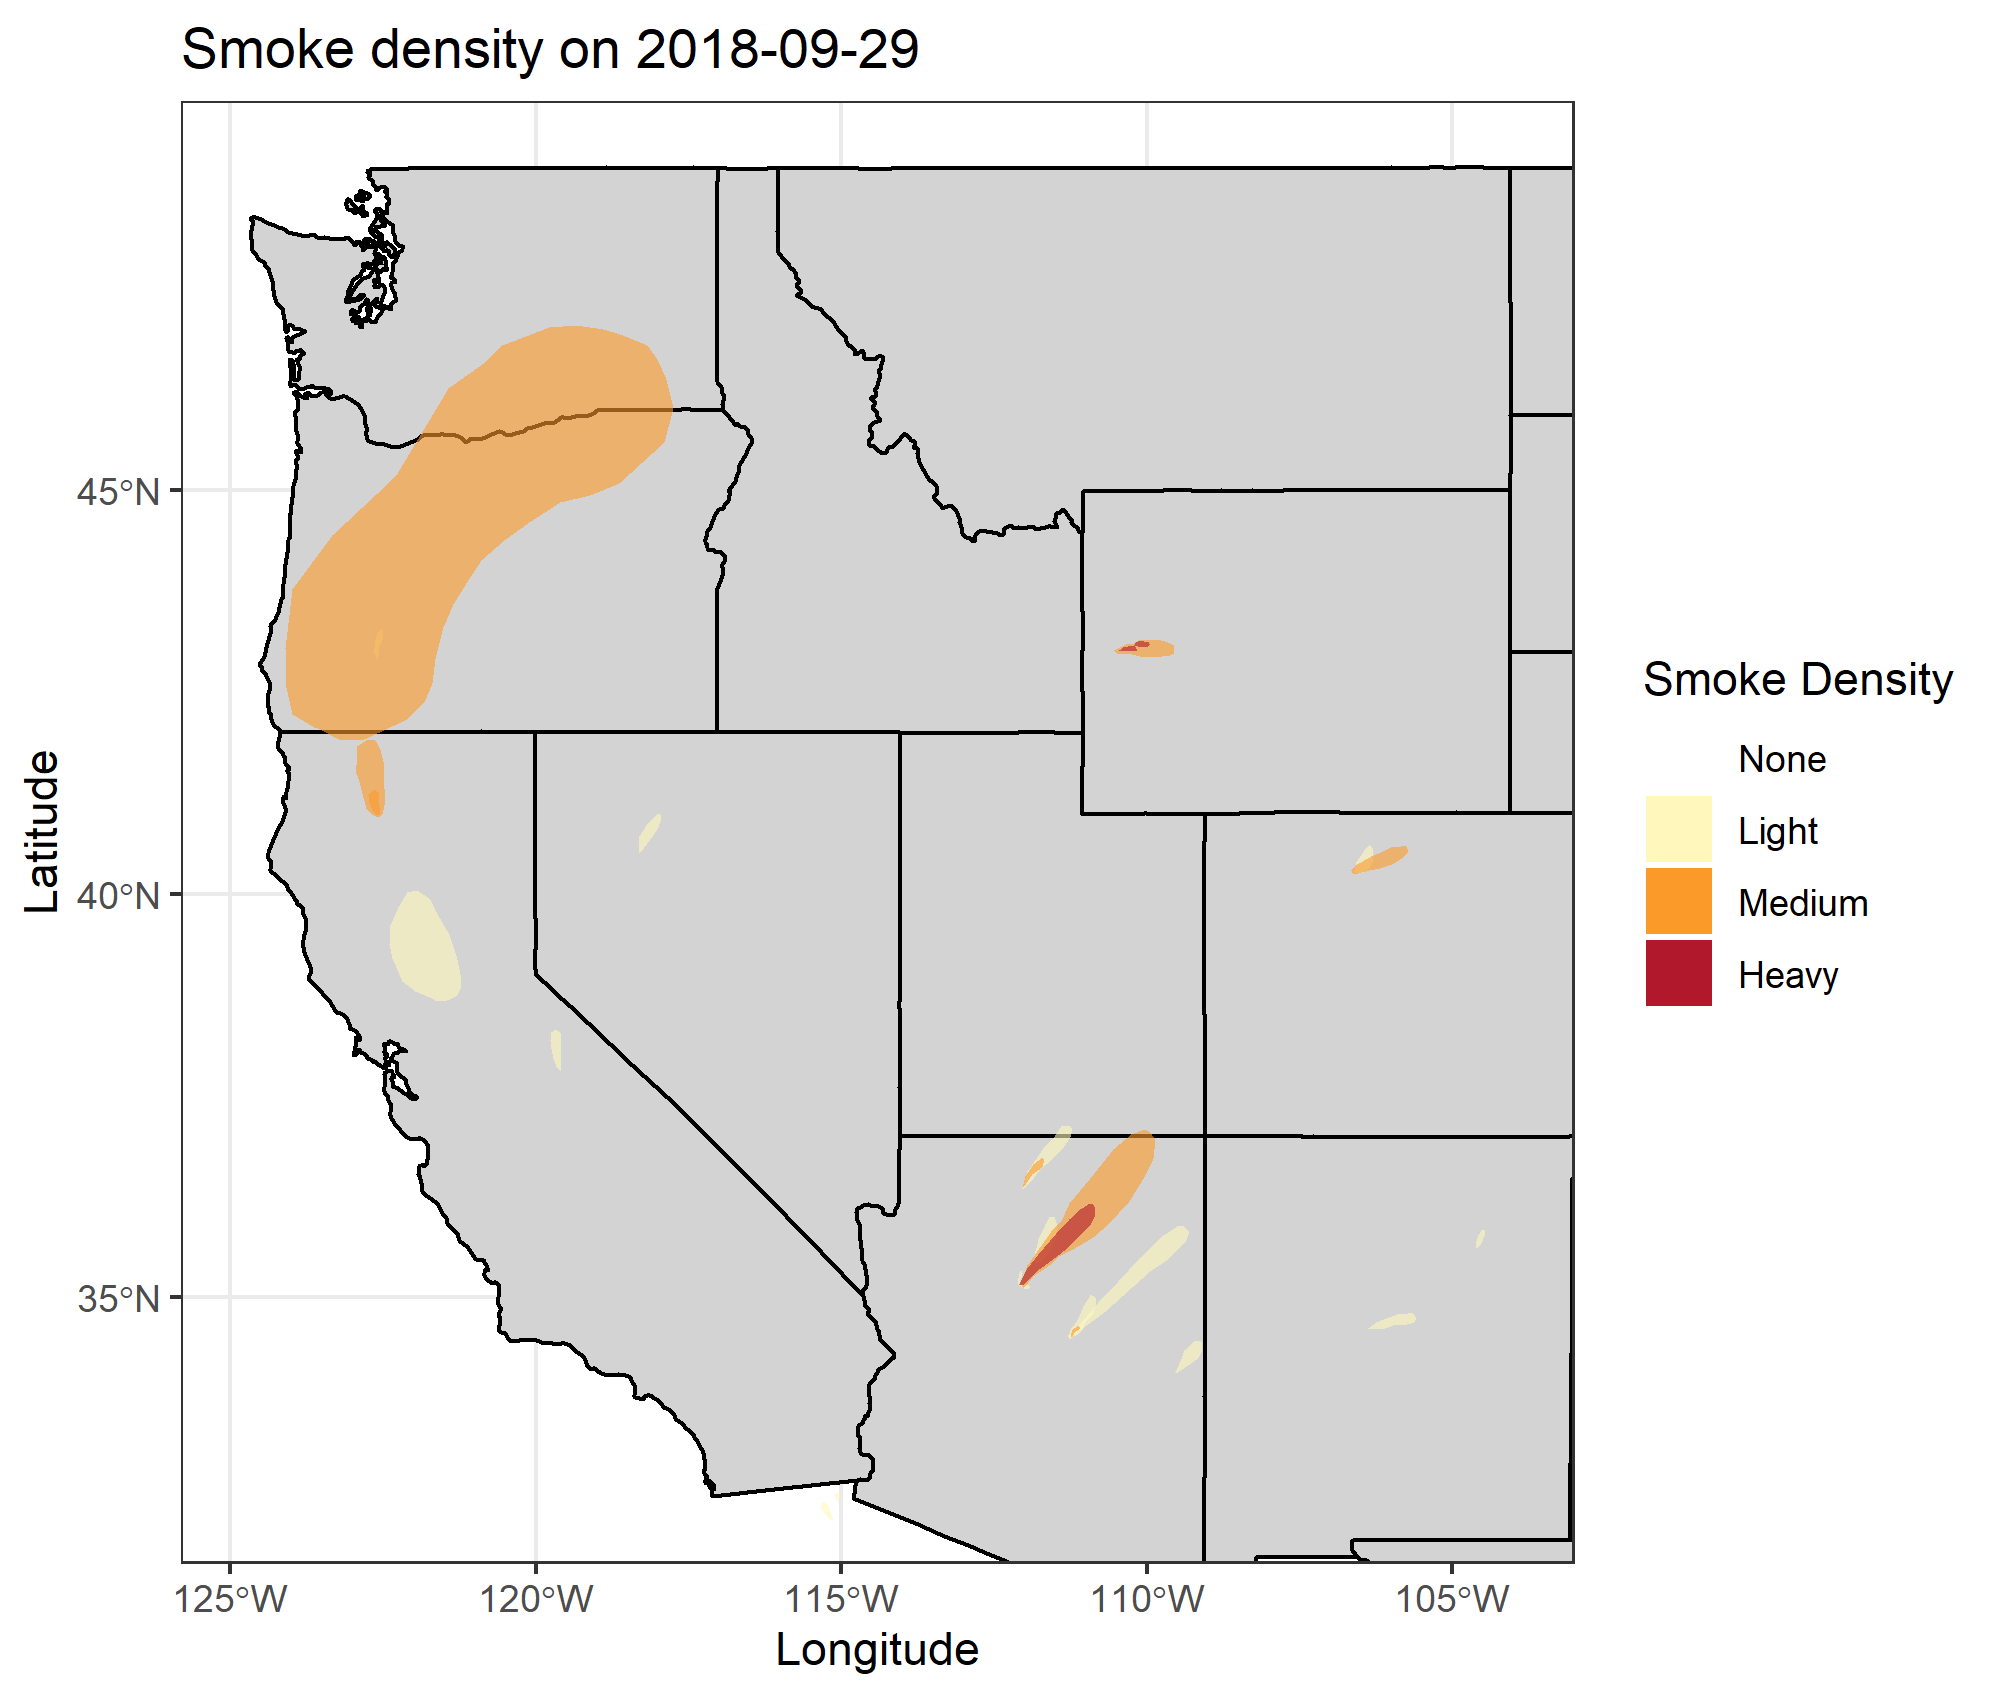 Smoke density on 2018-09-29
45°N
40°N
35°N
Latitude
125°W 120°W 115°W 110°W 105°W
Longitude
Smoke Density
None
Light
Medium
Heavy